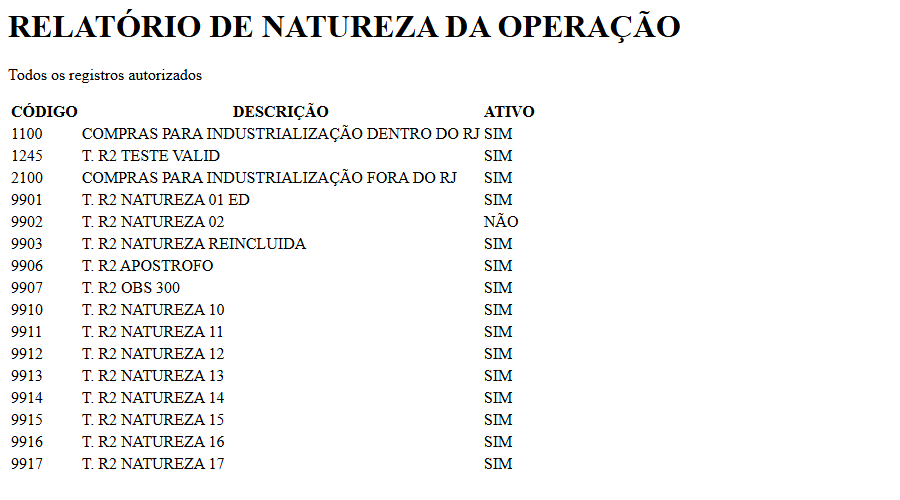 RELATÓRIO DE NATUREZA DA OPERAÇÃO
Todos os registros autorizados
CÓDIGO DESCRIÇÃO ATIVO
1100 COMPRAS PARA INDUSTRIALIZAÇÃO DENTRO DO RJ SIM
1245 T. R2 TESTE VALID SIM
2100 COMPRAS PARA INDUSTRIALIZAÇÃO FORA DO RJ SIM
9901 T. R2 NATUREZA 01 ED SIM
9902 T. R2 NATUREZA 02 NÃO
9903 T. R2 NATUREZA REINCLUIDA SIM
9906 T. R2 APOSTROFO SIM
9907 T. R2 OBS 300 SIM
9910 T. R2 NATUREZA 10 SIM
9911 T. R2 NATUREZA 11 SIM
9912 T. R2 NATUREZA 12 SIM
9913 T. R2 NATUREZA 13 SIM
9914 T. R2 NATUREZA 14 SIM
9915 T. R2 NATUREZA 15 SIM
9916 T. R2 NATUREZA 16 SIM
9917 T. R2 NATUREZA 17 SIM